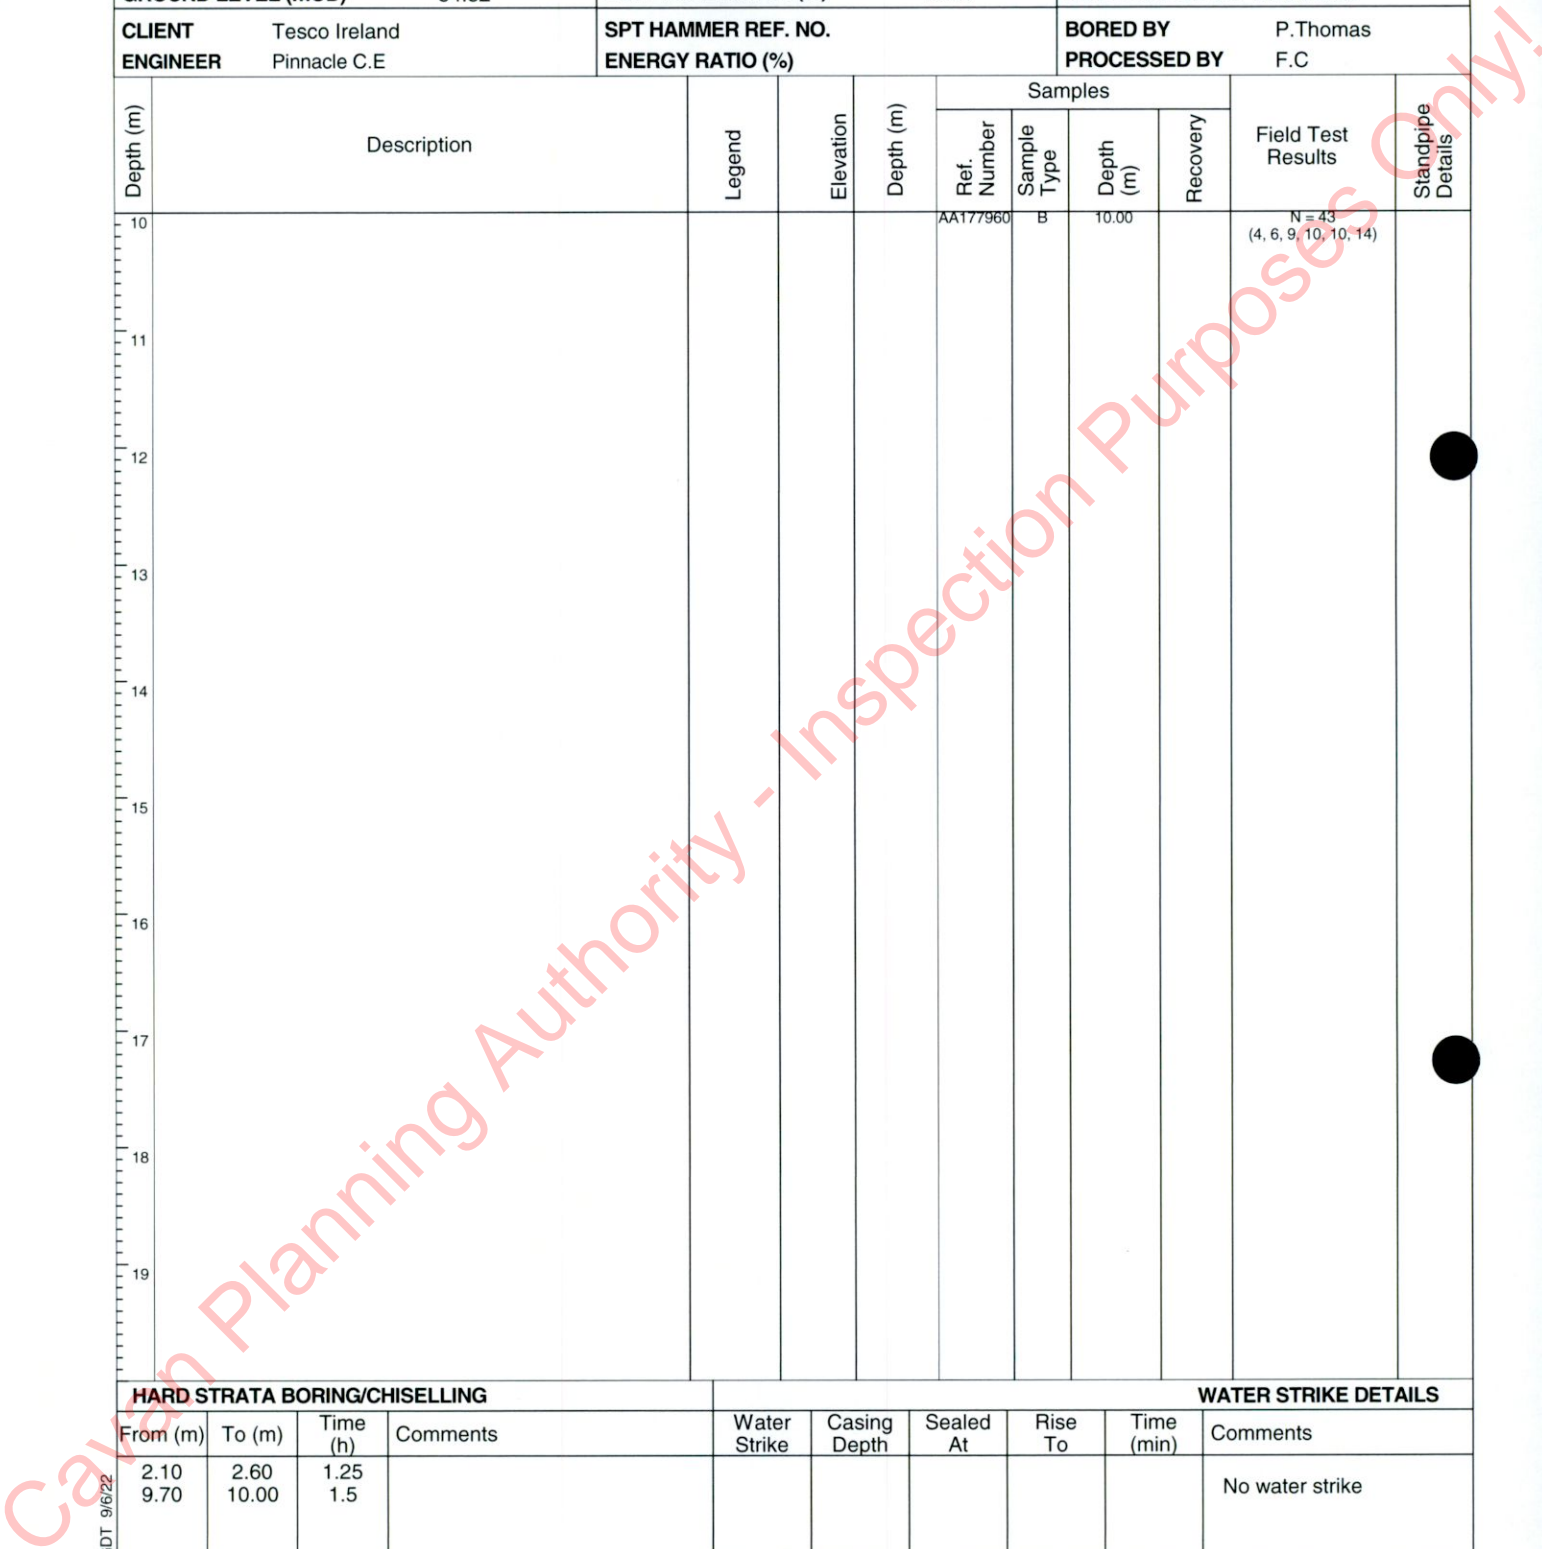 CLIENT Tesco Ireland SPT HAMMER REF. NO. BORED BY P.Thomas
ENGINEER Pinnacle C.E ENERGY RATIO (%) PROCESSED BY F.C
Samples
Depth (m) Description Legend Elevation Depth (m) Ref. Number Sample Type Depth (m) Recovery Field Test Results Standpipe Details
10 AA177960 B 10.00 N = 43
(4, 6, 9, 10, 10, 14)
11
12
13
14
15
16
17
18
19
HARD STRATA BORING/CHISELLING WATER STRIKE DETAILS
From (m) To (m) Time (h) Comments Water Strike Casing Depth Sealed At Rise To Time (min) Comments
2.10 2.60 1.25
9.70 10.00 1.5 No water strike
9/6/22
Cavan Planning Authority - Inspection Purposes Only!